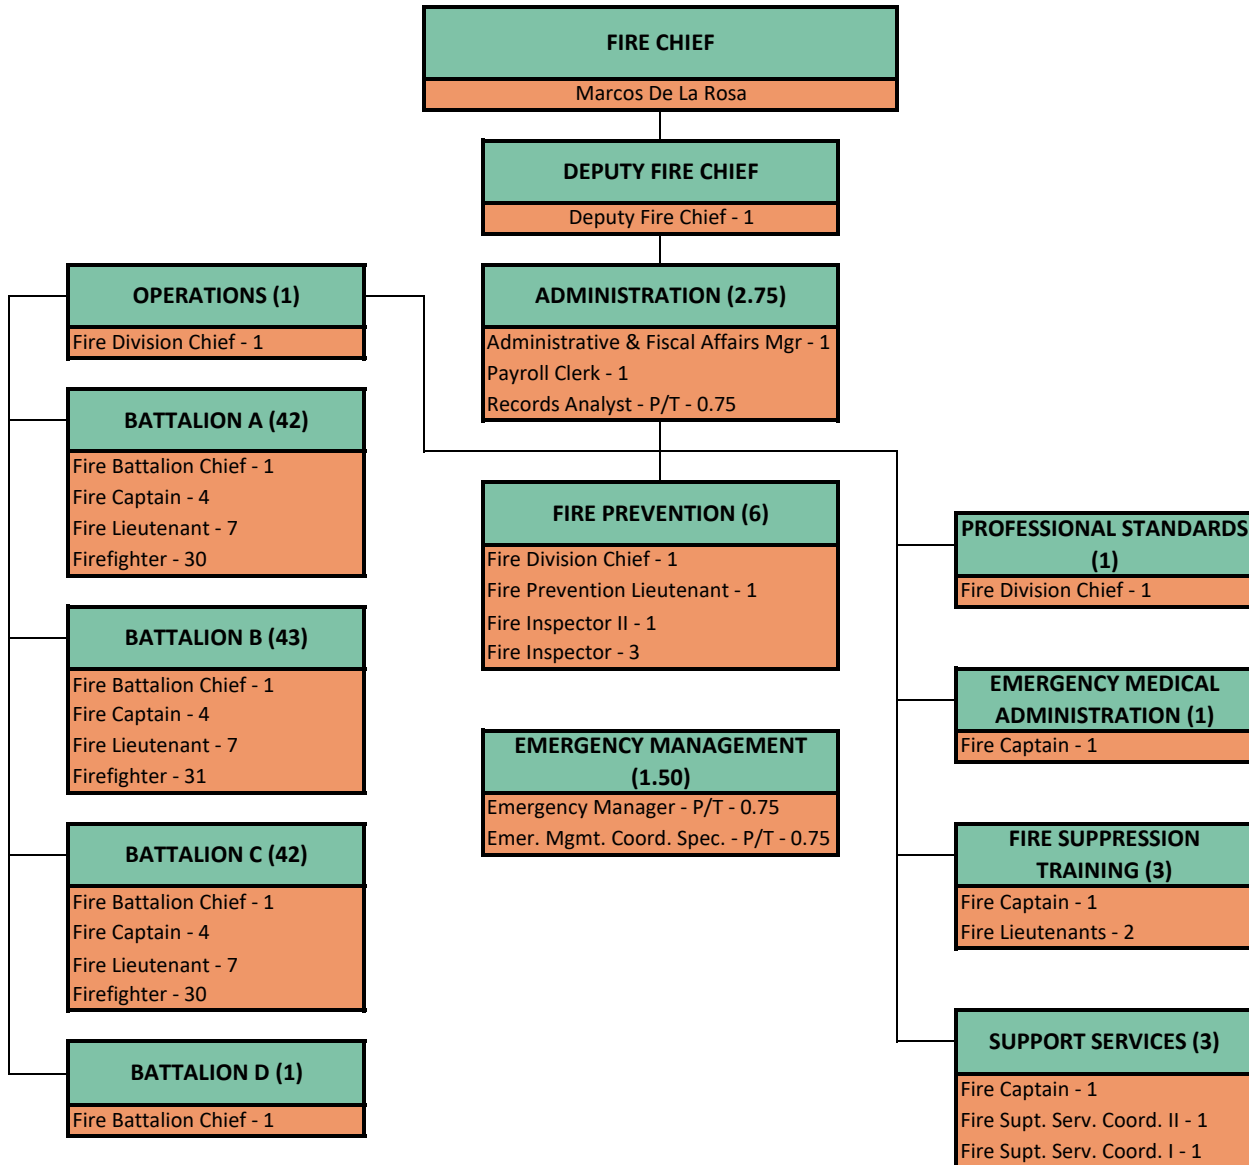 FIRE CHIEF
Marcos De La Rosa
DEPUTY FIRE CHIEF
Deputy Fire Chief - 1
OPERATIONS (1)
Fire Division Chief - 1
ADMINISTRATION (2.75)
Administrative & Fiscal Affairs Mgr - 1
Payroll Clerk - 1
Records Analyst - P/T - 0.75
BATTALION A (42)
Fire Battalion Chief - 1
Fire Captain - 4
Fire Lieutenant - 7
Firefighter - 30
BATTALION B (43)
Fire Battalion Chief - 1
Fire Captain - 4
Fire Lieutenant - 7
Firefighter - 31
BATTALION C (42)
Fire Battalion Chief - 1
Fire Captain - 4
Fire Lieutenant - 7
Firefighter - 30
BATTALION D (1)
Fire Battalion Chief - 1
FIRE PREVENTION (6)
Fire Division Chief - 1
Fire Prevention Lieutenant - 1
Fire Inspector II - 1
Fire Inspector - 3
EMERGENCY MANAGEMENT
(1.50)
Emergency Manager - P/T - 0.75
Emer. Mgmt. Coord. Spec. - P/T - 0.75
PROFESSIONAL STANDARDS
(1)
Fire Division Chief - 1
EMERGENCY MEDICAL
ADMINISTRATION (1)
Fire Captain - 1
FIRE SUPPRESSION
TRAINING (3)
Fire Captain - 1
Fire Lieutenants - 2
SUPPORT SERVICES (3)
Fire Captain - 1
Fire Supt. Serv. Coord. II - 1
Fire Supt. Serv. Coord. I - 1